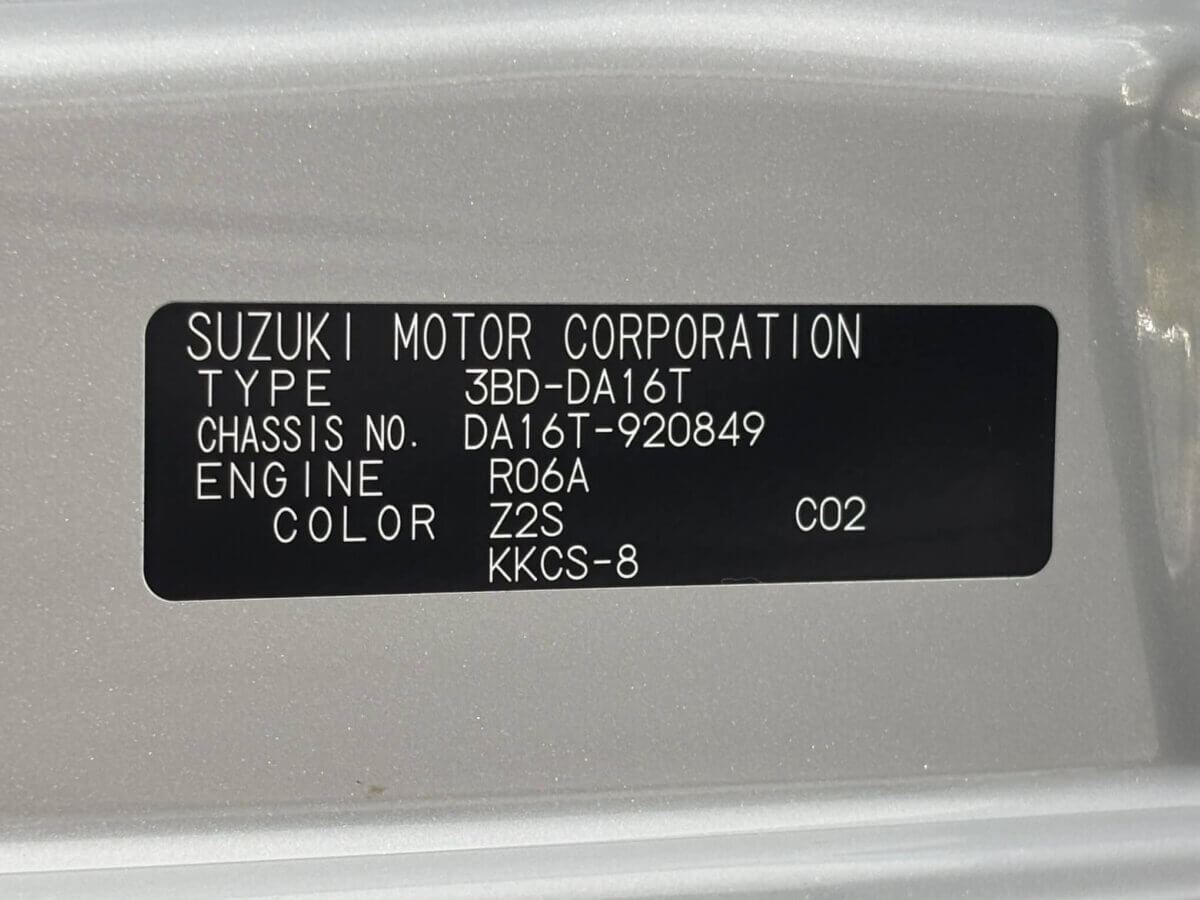 SUZUKI MOTOR CORPORATION
TYPE 3BD-DA16T
CHASSIS NO. DA16T-920849
ENGINE R06A
COLOR Z2S C02
KKCS-8